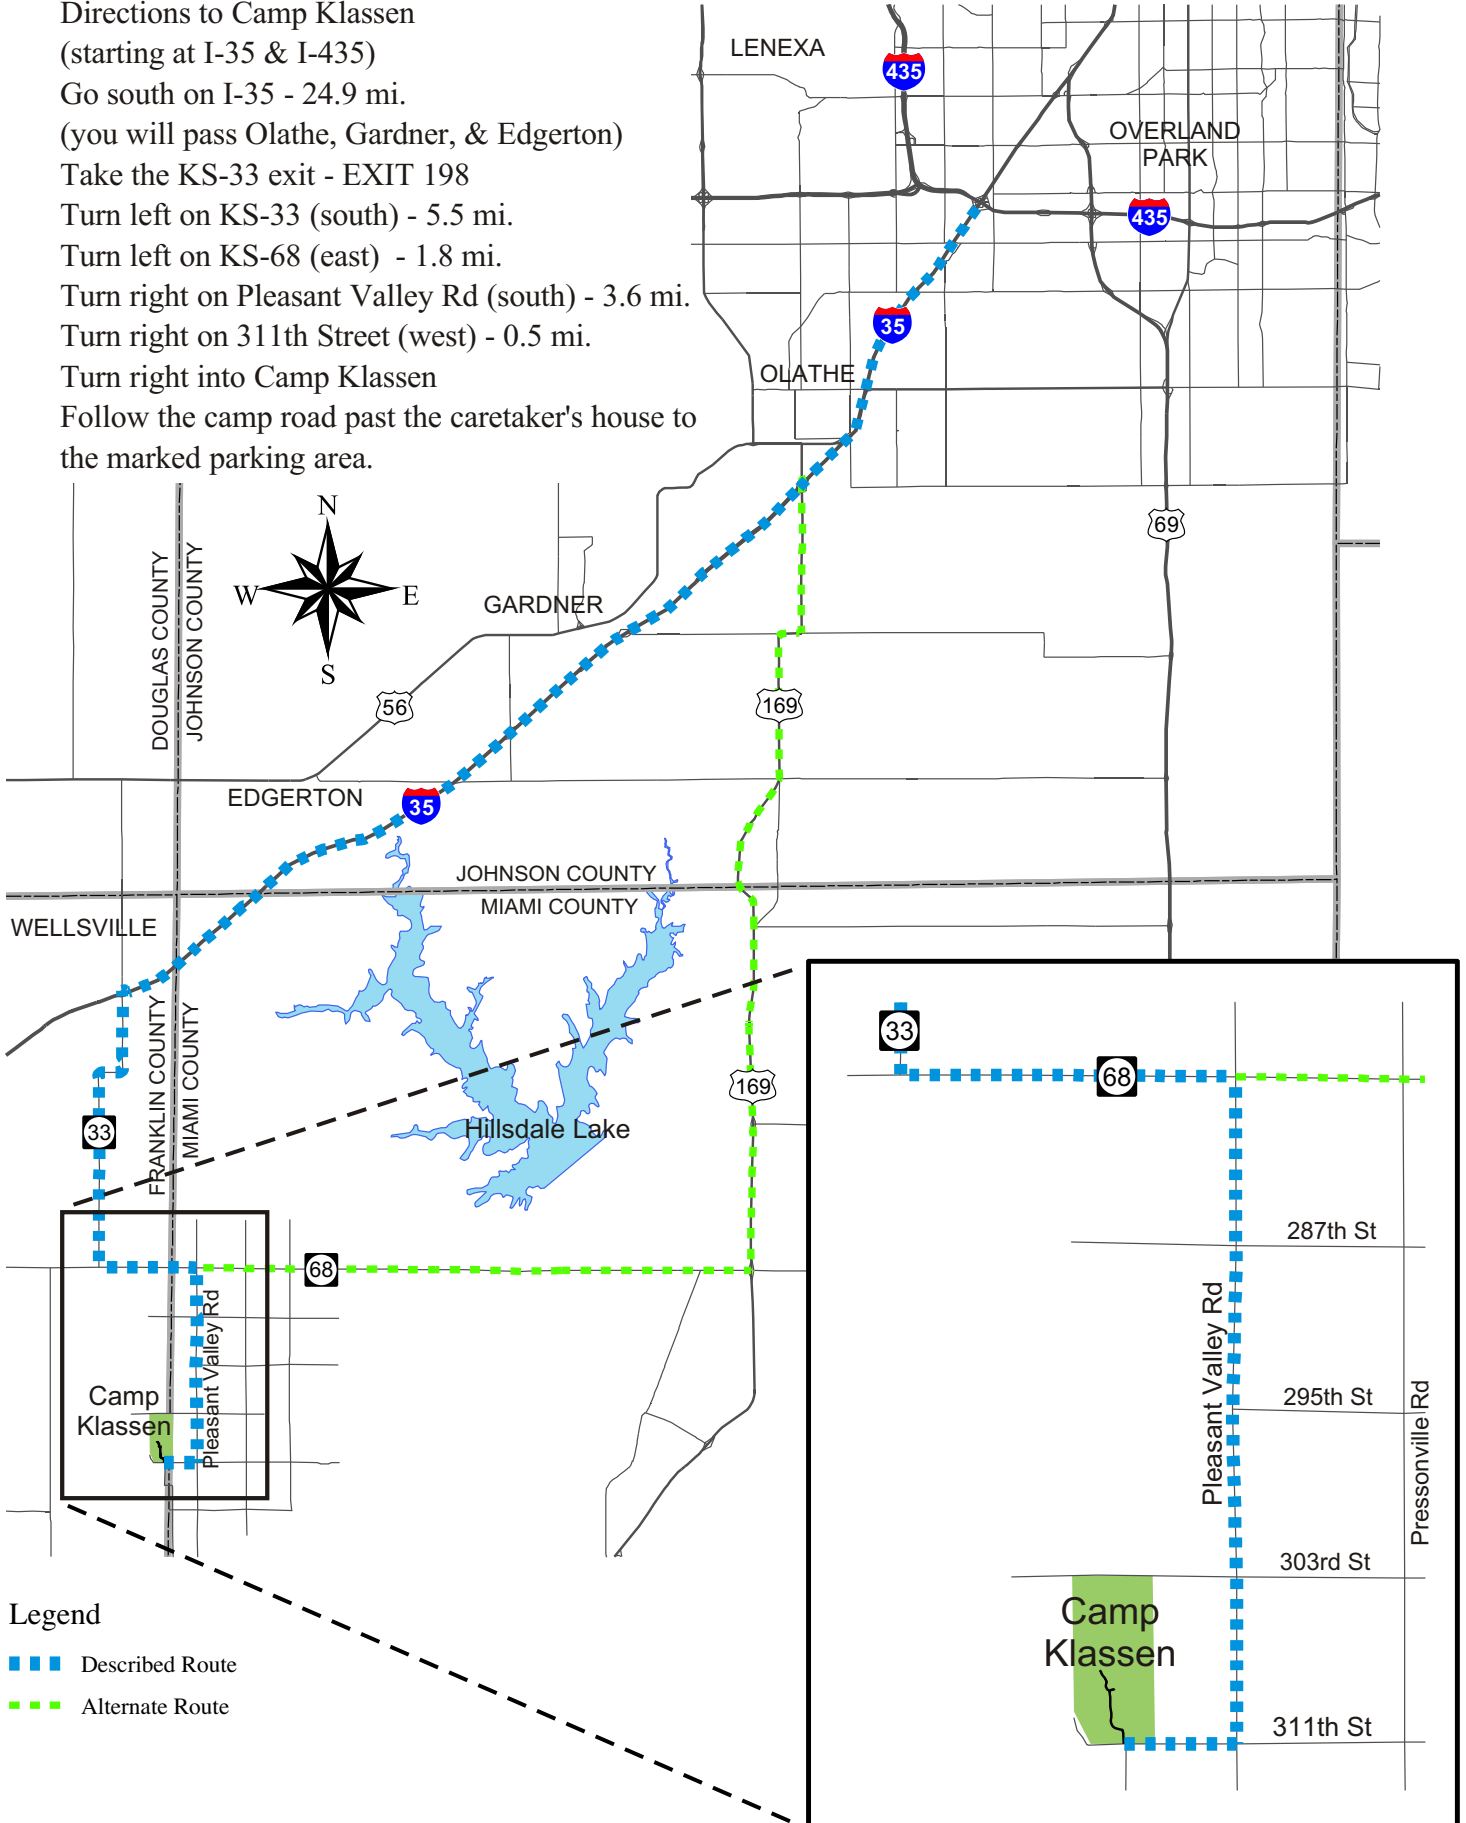 Directions to Camp Klassen
(starting at I-35 & I-435)
Go south on I-35 - 24.9 mi.
(you will pass Olathe, Gardner, & Edgerton)
Take the KS-33 exit - EXIT 198
Turn left on KS-33 (south) - 5.5 mi.
Turn left on KS-68 (east)  - 1.8 mi.
Turn right on Pleasant Valley Rd (south) - 3.6 mi.
Turn right on 311th Street (west) - 0.5 mi.
Turn right into Camp Klassen
Follow the camp road past the caretaker's house to
the marked parking area.
LENEXA
435
OVERLAND
PARK
435
35
OLATHE
69
N
W
E
S
DOUGLAS COUNTY
JOHNSON COUNTY
GARDNER
56
169
EDGERTON
35
JOHNSON COUNTY
MIAMI COUNTY
WELLSVILLE
FRANKLIN COUNTY
MIAMI COUNTY
33
169
Hillsdale Lake
68
Pleasant Valley Rd
Camp
Klassen
33
68
287th St
Pleasant Valley Rd
295th St
Pressonville Rd
303rd St
Camp
Klassen
311th St
Legend
Described Route
Alternate Route